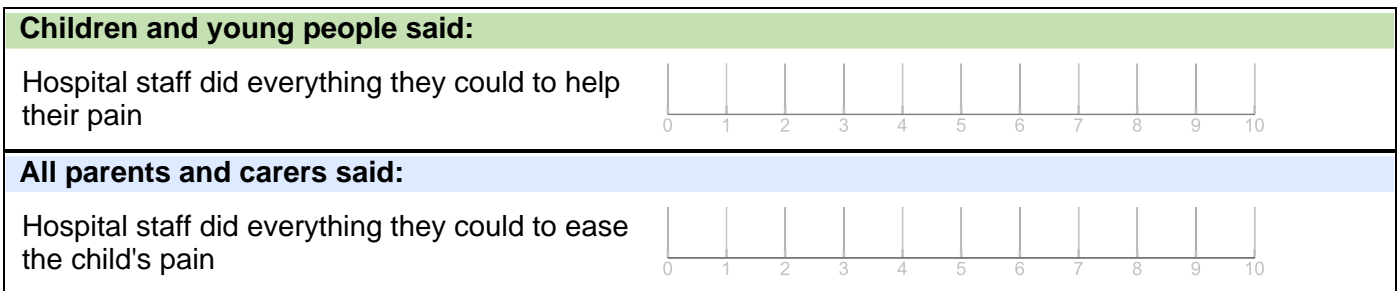 Children and young people said:
Hospital staff did everything they could to help
their pain
0 1 2 3 4 5 6 7 8 9 10
All parents and carers said:
Hospital staff did everything they could to ease
the child's pain
0 1 2 3 4 5 6 7 8 9 10